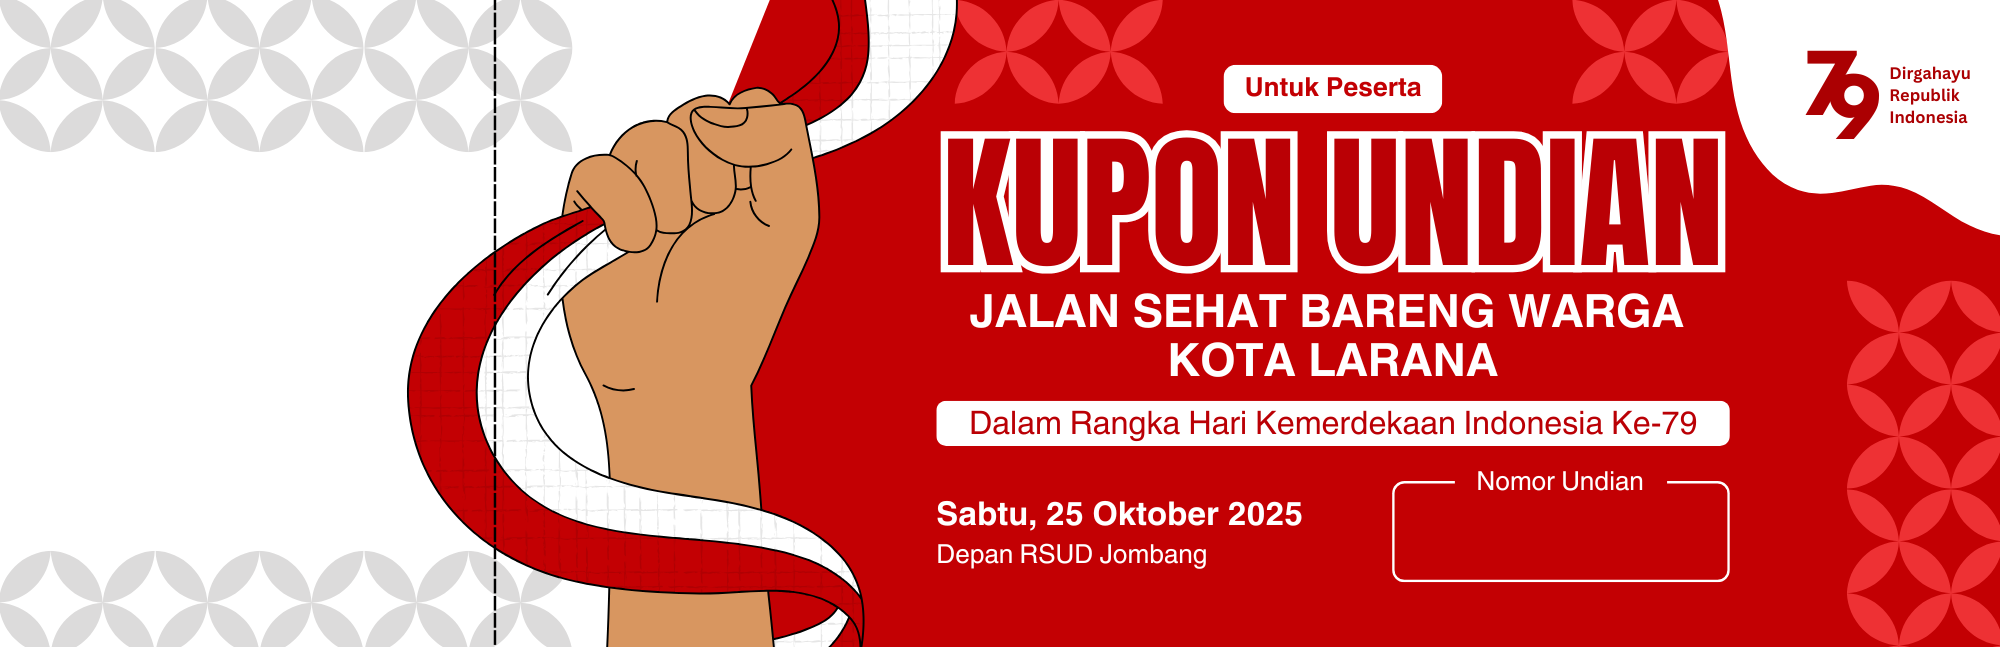 Untuk Peserta
KUPON UNDIAN
JALAN SEHAT BARENG WARGA
KOTA LARANA
Dalam Rangka Hari Kemerdekaan Indonesia Ke-79
Sabtu, 25 Oktober 2025
Depan RSUD Jombang
Nomor Undian
79
Dirgahayu
Republik
Indonesia